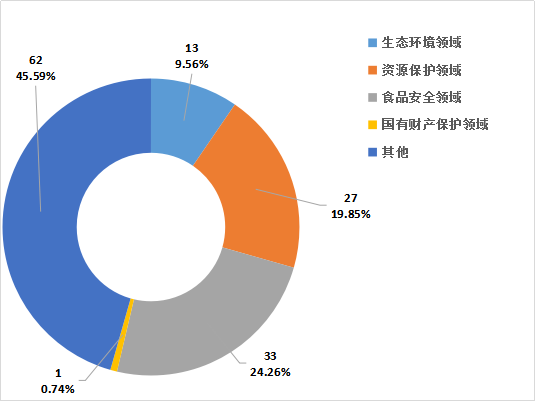 62
45.59%
13
9.56%
生态环境领域
资源保护领域
食品安全领域
国有财产保护领域
其他
27
19.85%
33
24.26%
1
0.74%